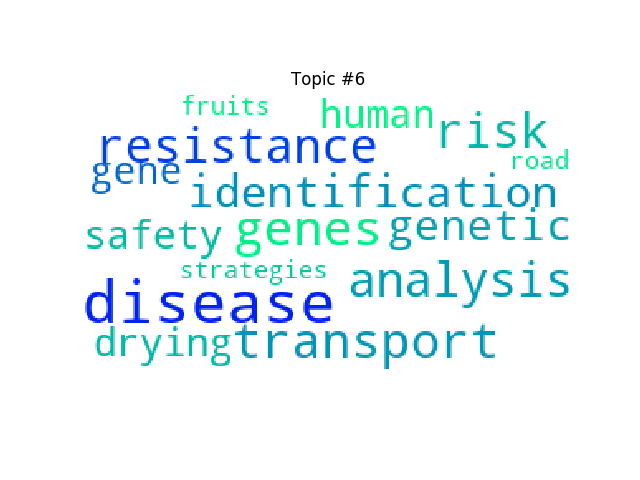 Topic #6
fruits
human
risk
resistance
road
gene
identification
genes
genetic
safety
strategies
analysis
disease
drying
transport